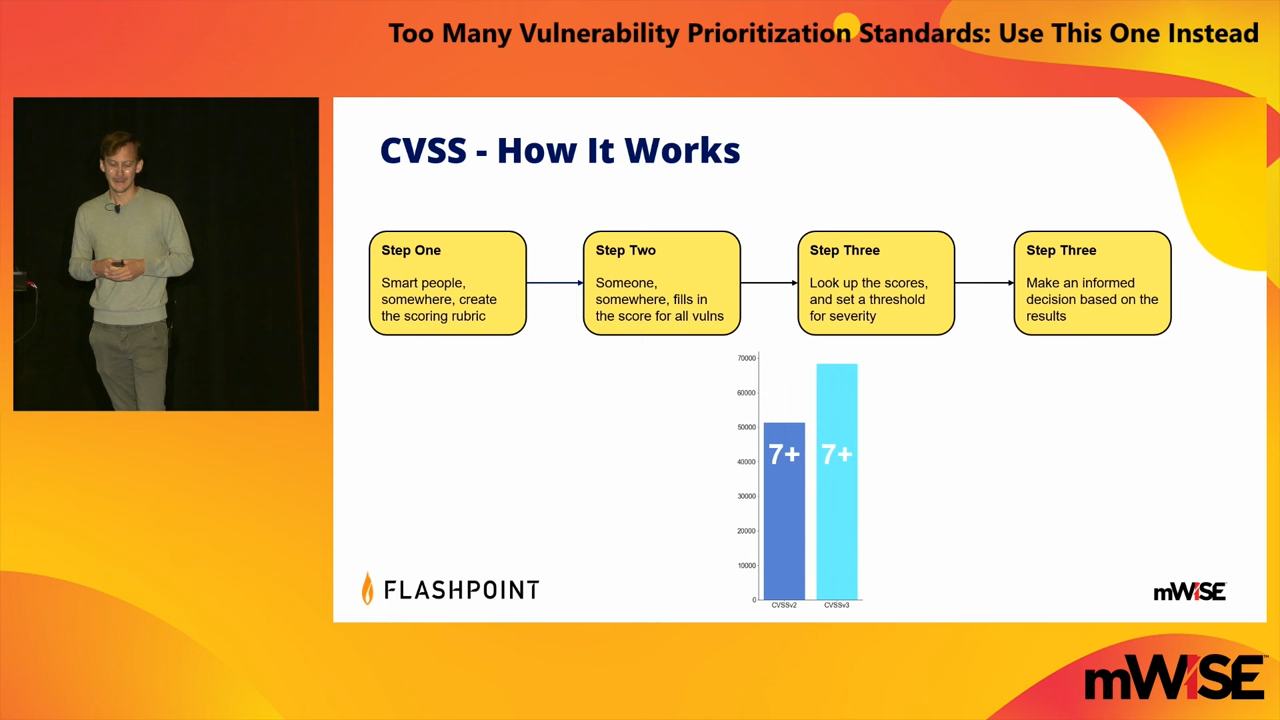 Too Many Vulnerability Prioritization Standards: Use This One Instead
CVSS - How It Works
Step One
Smart people,
somewhere, create
the scoring rubric
Step Two
Someone,
somewhere, fills in
the score for all vulns
Step Three
Look up the scores,
and set a threshold
for severity
Step Three
Make an informed
decision based on the
results
70000
60000
50000
40000
30000
20000
10000
0
7+
7+
CVSSv2
CVSSv3
FLASHPOINT
mWISE
mWISE™